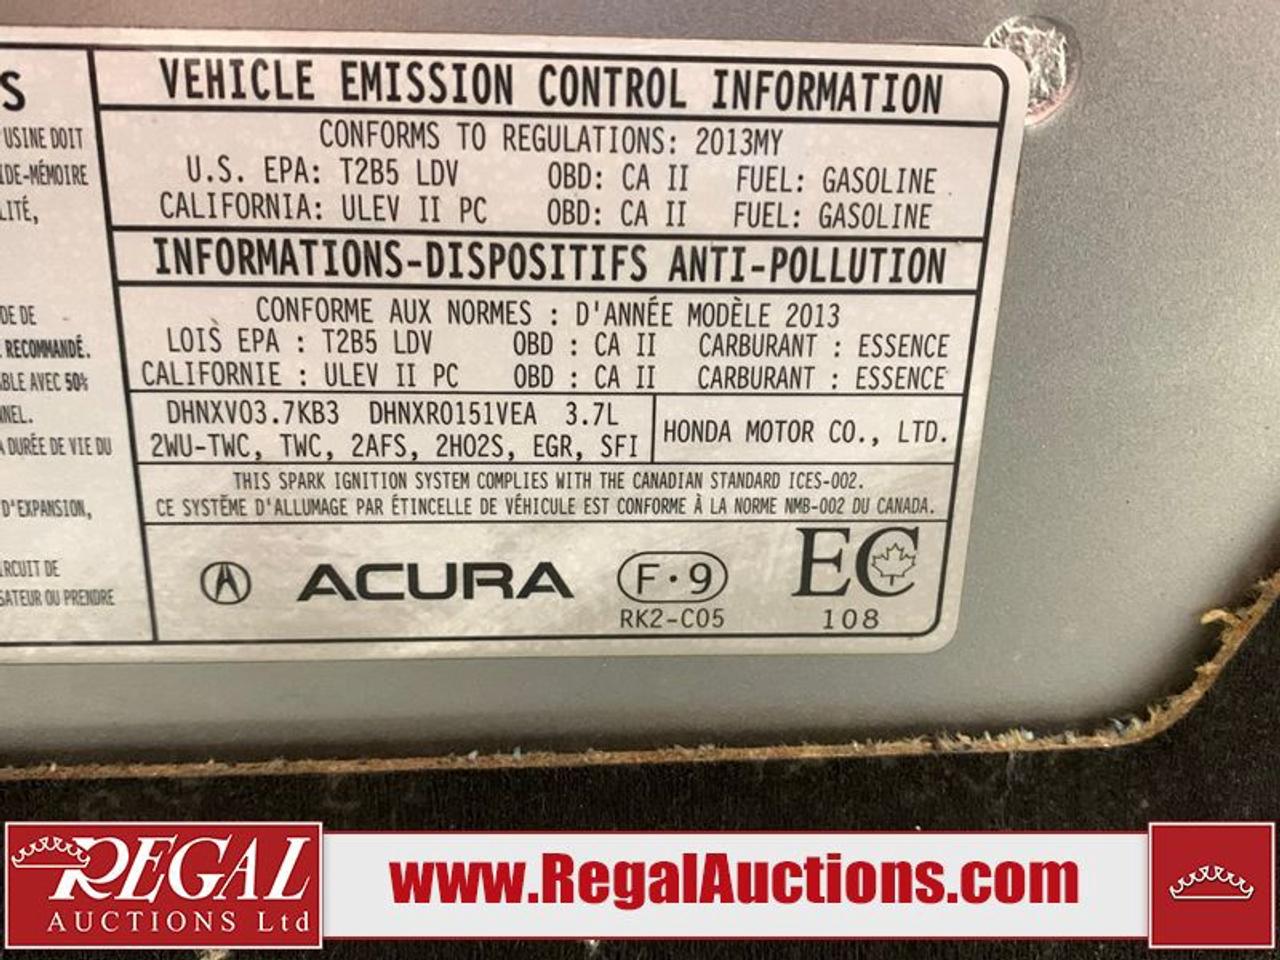 S
'USINE DOIT
IDE-MÉMOIRE
LITÉ,
DE DE
RECOMMANDÉ.
BLE AVEC 50%
NNEL.
A DURÉE DE VIE DU
D'EXPANSION,
IRCUIT DE
SATEUR OU PRENDRE
VEHICLE EMISSION CONTROL INFORMATION
CONFORMS TO REGULATIONS: 2013MY
U.S. EPA: T2B5 LDV OBD: CA II FUEL: GASOLINE
CALIFORNIA: ULEV II PC OBD: CA II FUEL: GASOLINE
INFORMATIONS-DISPOSITIFS ANTI-POLLUTION
CONFORME AUX NORMES : D'ANNÉE MODÈLE 2013
LOIS EPA : T2B5 LDV OBD : CA II CARBURANT : ESSENCE
CALIFORNIE : ULEV II PC OBD : CA II CARBURANT : ESSENCE
DHNXV03.7KB3 DHNXR0151VEA 3.7L
2WU-TWC, TWC, 2AFS, 2HO2S, EGR, SFI
HONDA MOTOR CO., LTD.
THIS SPARK IGNITION SYSTEM COMPLIES WITH THE CANADIAN STANDARD ICES-002.
CE SYSTÈME D'ALLUMAGE PAR ÉTINCELLE DE VÉHICULE EST CONFORME À LA NORME NMB-002 DU CANADA.
ACURA
F·9
RK2-C05
EC
108
REGAL
AUCTIONS Ltd
www.RegalAuctions.com